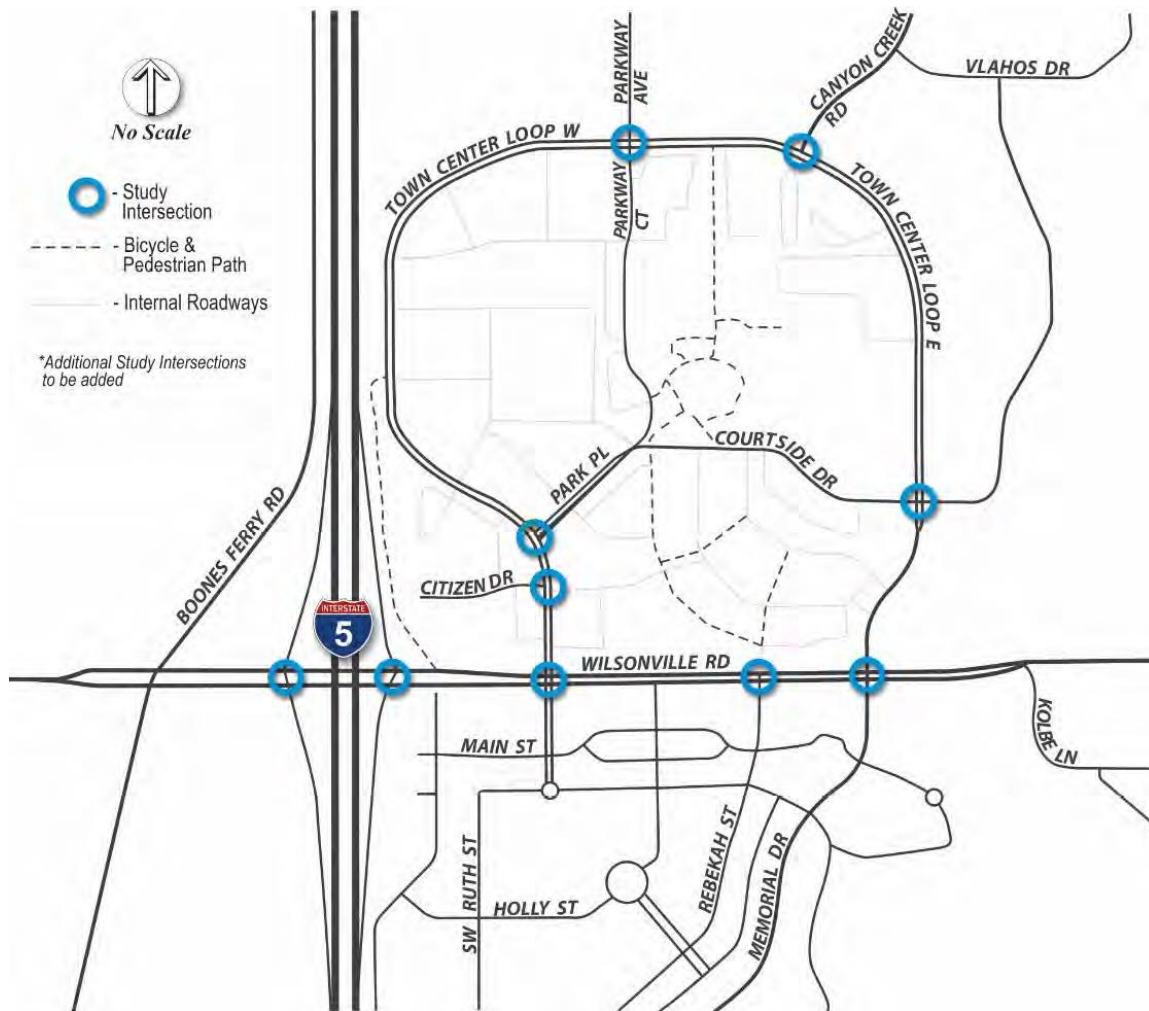 No Scale
- Study
Intersection
- Bicycle &
Pedestrian Path
- Internal Roadways
*Additional Study Intersections
to be added
PARKWAY
AVE
CANYON CREEK
RD
VLAHOS DR
TOWN CENTER LOOP W
PARKWAY
CT
TOWN CENTER LOOP E
COURTSIDE DR
PARK PL
BOONES FERRY RD
CITIZEN DR
INTERSTATE
5
WILSONVILLE RD
MAIN ST
KOLBE LN
SW RUTH ST
HOLLY ST
REBEKAH ST
MEMORIAL DR